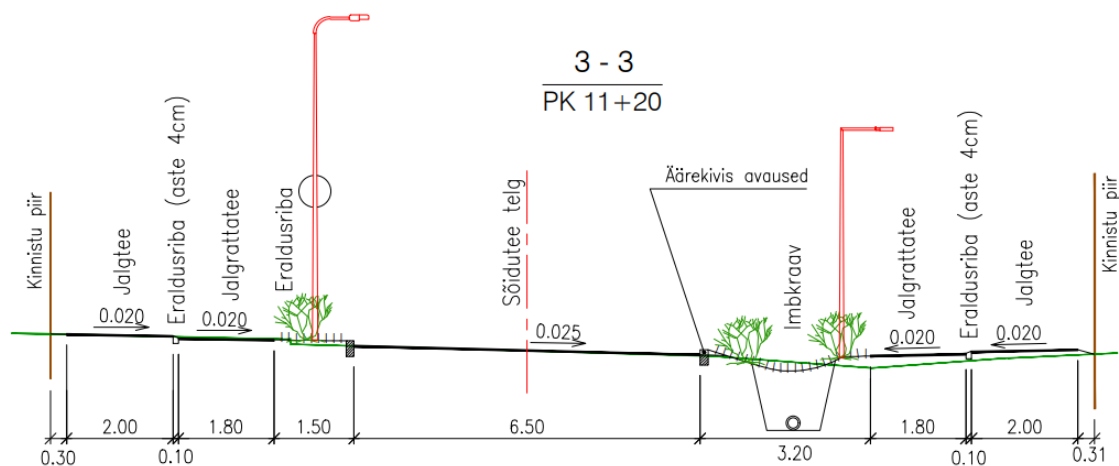 3 - 3
PK 11+20
Kinnistu piir
Jalgtee
Eraldusriba (aste 4cm)
Jalgrattatee
Eraldusriba
Sõidutee telg
Äärekivis avaused
Imbkraav
Jalgrattatee
Eraldusriba (aste 4cm)
Jalgtee
Kinnistu piir
0.020
0.020
0.025
0.020
0.020
0.30
2.00
0.10
1.80
1.50
6.50
3.20
1.80
0.10
2.00
0.31